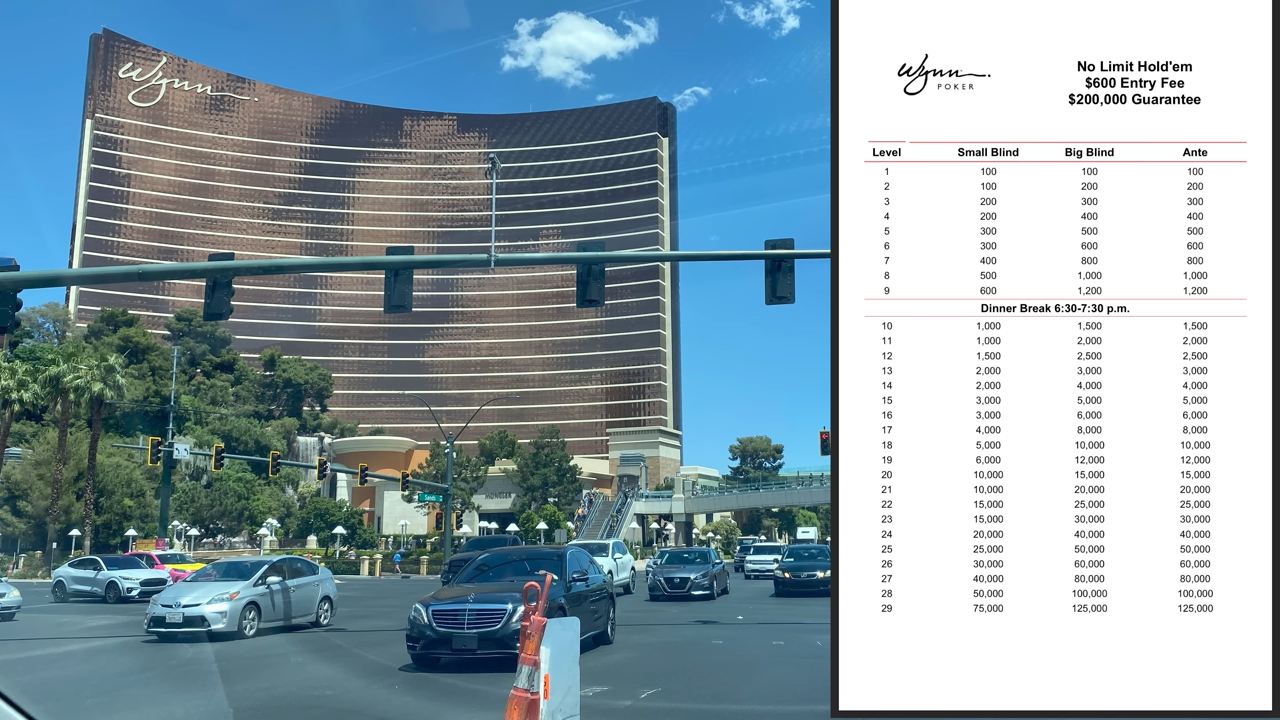 Wynn.
Sands
Wynn.
POKER
No Limit Hold'em
$600 Entry Fee
$200,000 Guarantee
Level Small Blind Big Blind Ante
1 100 100 100
2 100 200 200
3 200 300 300
4 200 400 400
5 300 500 500
6 300 600 600
7 400 800 800
8 500 1,000 1,000
9 600 1,200 1,200
Dinner Break 6:30-7:30 p.m.
10 1,000 1,500 1,500
11 1,000 2,000 2,000
12 1,500 2,500 2,500
13 2,000 3,000 3,000
14 2,000 4,000 4,000
15 3,000 5,000 5,000
16 3,000 6,000 6,000
17 4,000 8,000 8,000
18 5,000 10,000 10,000
19 6,000 12,000 12,000
20 10,000 15,000 15,000
21 10,000 20,000 20,000
22 15,000 25,000 25,000
23 15,000 30,000 30,000
24 20,000 40,000 40,000
25 25,000 50,000 50,000
26 30,000 60,000 60,000
27 40,000 80,000 80,000
28 50,000 100,000 100,000
29 75,000 125,000 125,000